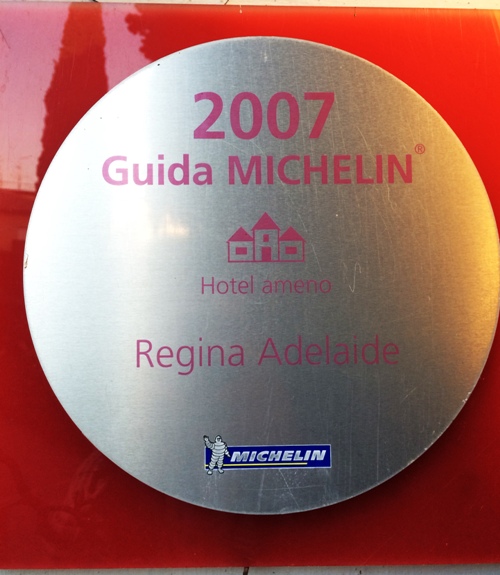 2007
Guida MICHELIN®
Hotel ameno
Regina Adelaide
MICHELIN